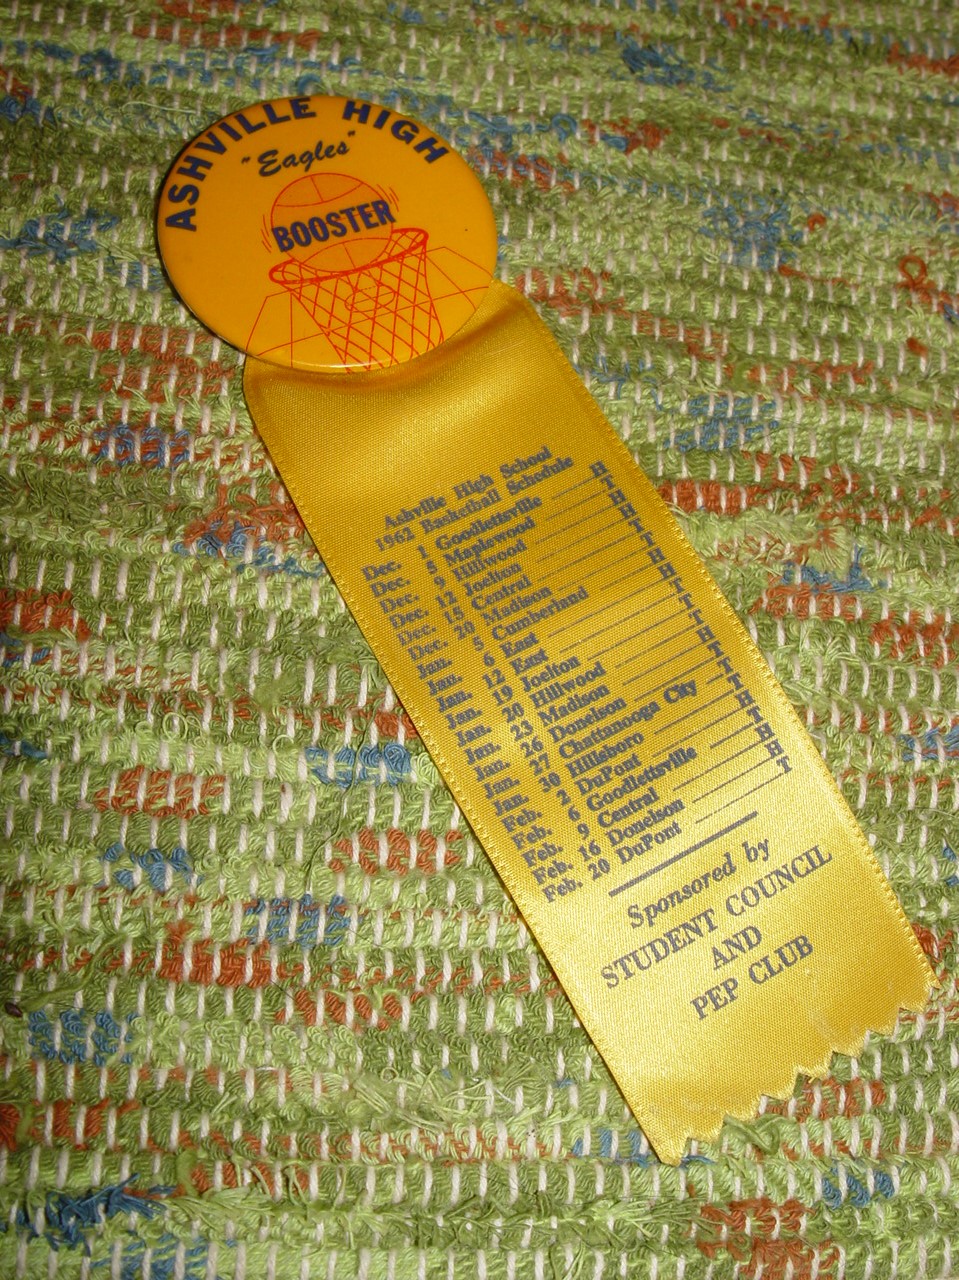 ASHVILLE HIGH
"Eagles"
BOOSTER
Ashville High School
1962 Basketball Schedule
Dec. 1 Goodlettsville H
Dec. 5 Maplewood T
Dec. 9 Hillwood H
Dec. 12 Joelton H
Dec. 15 Central T
Dec. 20 Madison H
Jan. 5 Cumberland H
Jan. 6 East H
Jan. 12 East T
Jan. 19 Joelton T
Jan. 20 Hillwood T
Jan. 23 Madison H
Jan. 26 Donelson T
Jan. 27 Chattanooga City T
Jan. 30 Hillsboro T
Feb. 2 DuPont H
Feb. 6 Goodlettsville H
Feb. 9 Central H
Feb. 16 Donelson H
Feb. 20 DuPont T
Sponsored by
STUDENT COUNCIL
AND
PEP CLUB